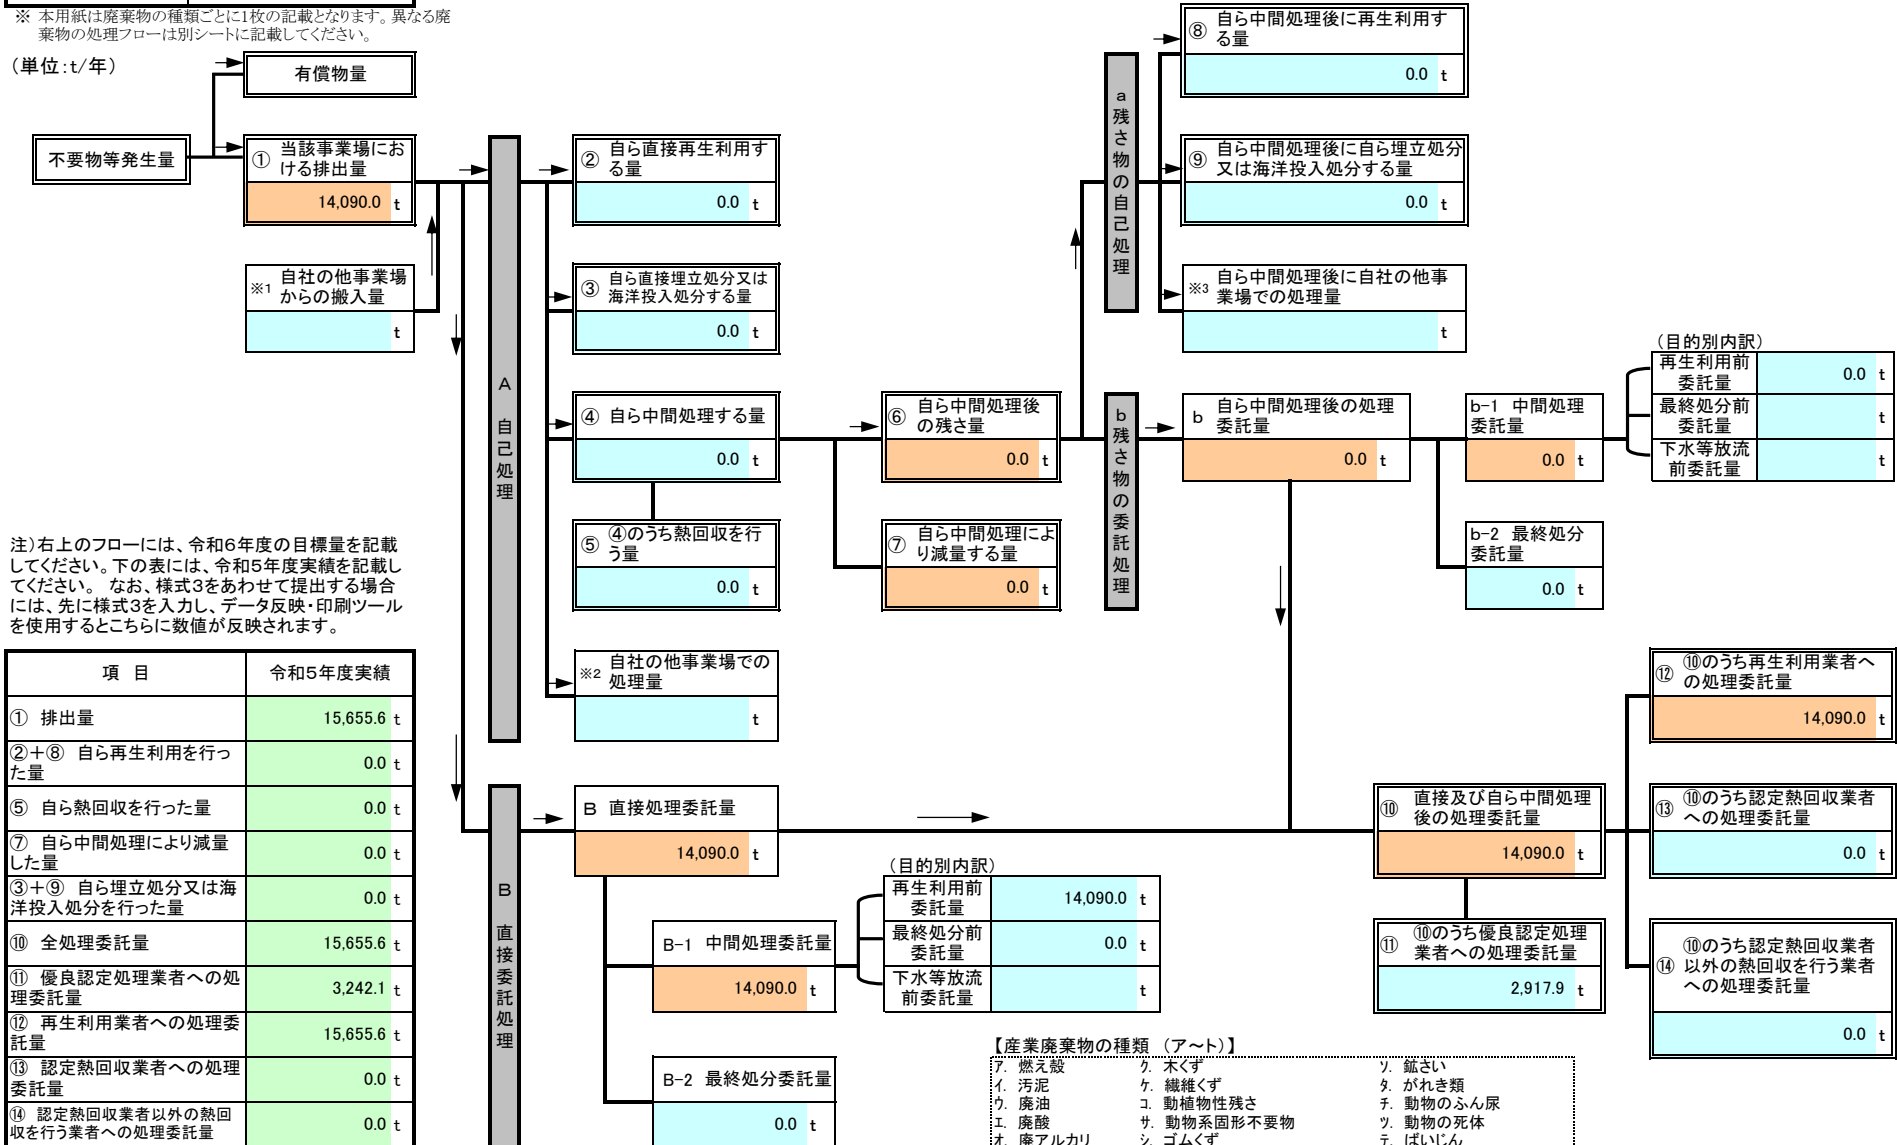 ※ 本用紙は廃棄物の種類ごとに1枚の記載となります。異なる廃
棄物の処理フローは別シートに記載してください。
（単位：t/年）
有償物量
不要物等発生量
① 当該事業場にお
ける排出量
14,090.0 t
※1 自社の他事業場
からの搬入量
t
A 自己処理
② 自ら直接再生利用す
る量
0.0 t
③ 自ら直接埋立処分又は
海洋投入処分する量
0.0 t
④ 自ら中間処理する量
0.0 t
⑤ ④のうち熱回収を行
う量
0.0 t
※2 自社の他事業場での
処理量
t
⑥ 自ら中間処理後
の残さ量
0.0 t
⑦ 自ら中間処理によ
り減量する量
0.0 t
a 残さ物の自己処理
⑧ 自ら中間処理後に再生利用す
る量
0.0 t
⑨ 自ら中間処理後に自ら埋立処分
又は海洋投入処分する量
0.0 t
※3 自ら中間処理後に自社の他事
業場での処理量
t
b 残さ物の委託処理
b 自ら中間処理後の処理
委託量
0.0 t
b-1 中間処理
委託量
0.0 t
b-2 最終処分
委託量
0.0 t
（目的別内訳）
再生利用前
委託量
0.0 t
最終処分前
委託量
t
下水等放流
前委託量
t
注）右上のフローには、令和6年度の目標量を記載
してください。下の表には、令和5年度実績を記載し
てください。 なお、様式3をあわせて提出する場合
には、先に様式3を入力し、データ反映・印刷ツール
を使用するとこちらに数値が反映されます。
項 目 令和5年度実績
① 排出量 15,655.6 t
②＋⑧ 自ら再生利用を行っ
た量
0.0 t
⑤ 自ら熱回収を行った量 0.0 t
⑦ 自ら中間処理により減量
した量
0.0 t
③＋⑨ 自ら埋立処分又は海
洋投入処分を行った量
0.0 t
⑩ 全処理委託量 15,655.6 t
⑪ 優良認定処理業者への処
理委託量
3,242.1 t
⑫ 再生利用業者への処理委
託量
15,655.6 t
⑬ 認定熱回収業者への処理
委託量
0.0 t
⑭ 認定熱回収業者以外の熱回
収を行う業者への処理委託量
0.0 t
B 直接委託処理
B 直接処理委託量
14,090.0 t
B-1 中間処理委託量
14,090.0 t
B-2 最終処分委託量
0.0 t
（目的別内訳）
再生利用前
委託量
14,090.0 t
最終処分前
委託量
0.0 t
下水等放流
前委託量
t
⑩ 直接及び自ら中間処理
後の処理委託量
14,090.0 t
⑪ ⑩のうち優良認定処理
業者への処理委託量
2,917.9 t
⑫ ⑩のうち再生利用業者へ
の処理委託量
14,090.0 t
⑬ ⑩のうち認定熱回収業者
への処理委託量
0.0 t
⑭ ⑩のうち認定熱回収業者
以外の熱回収を行う業者
への処理委託量
0.0 t
【産業廃棄物の種類 （ア～ト）】
ｱ. 燃え殻 ｸ. 木くず ｿ. 鉱さい
ｲ. 汚泥 ｹ. 繊維くず ﾀ. がれき類
ｳ. 廃油 ｺ. 動植物性残さ ﾁ. 動物のふん尿
ｴ. 廃酸 ｻ. 動物系固形不要物 ﾂ. 動物の死体
ｵ. 廃アルカリ ｼ. ゴムくず ﾃ. ばいじん